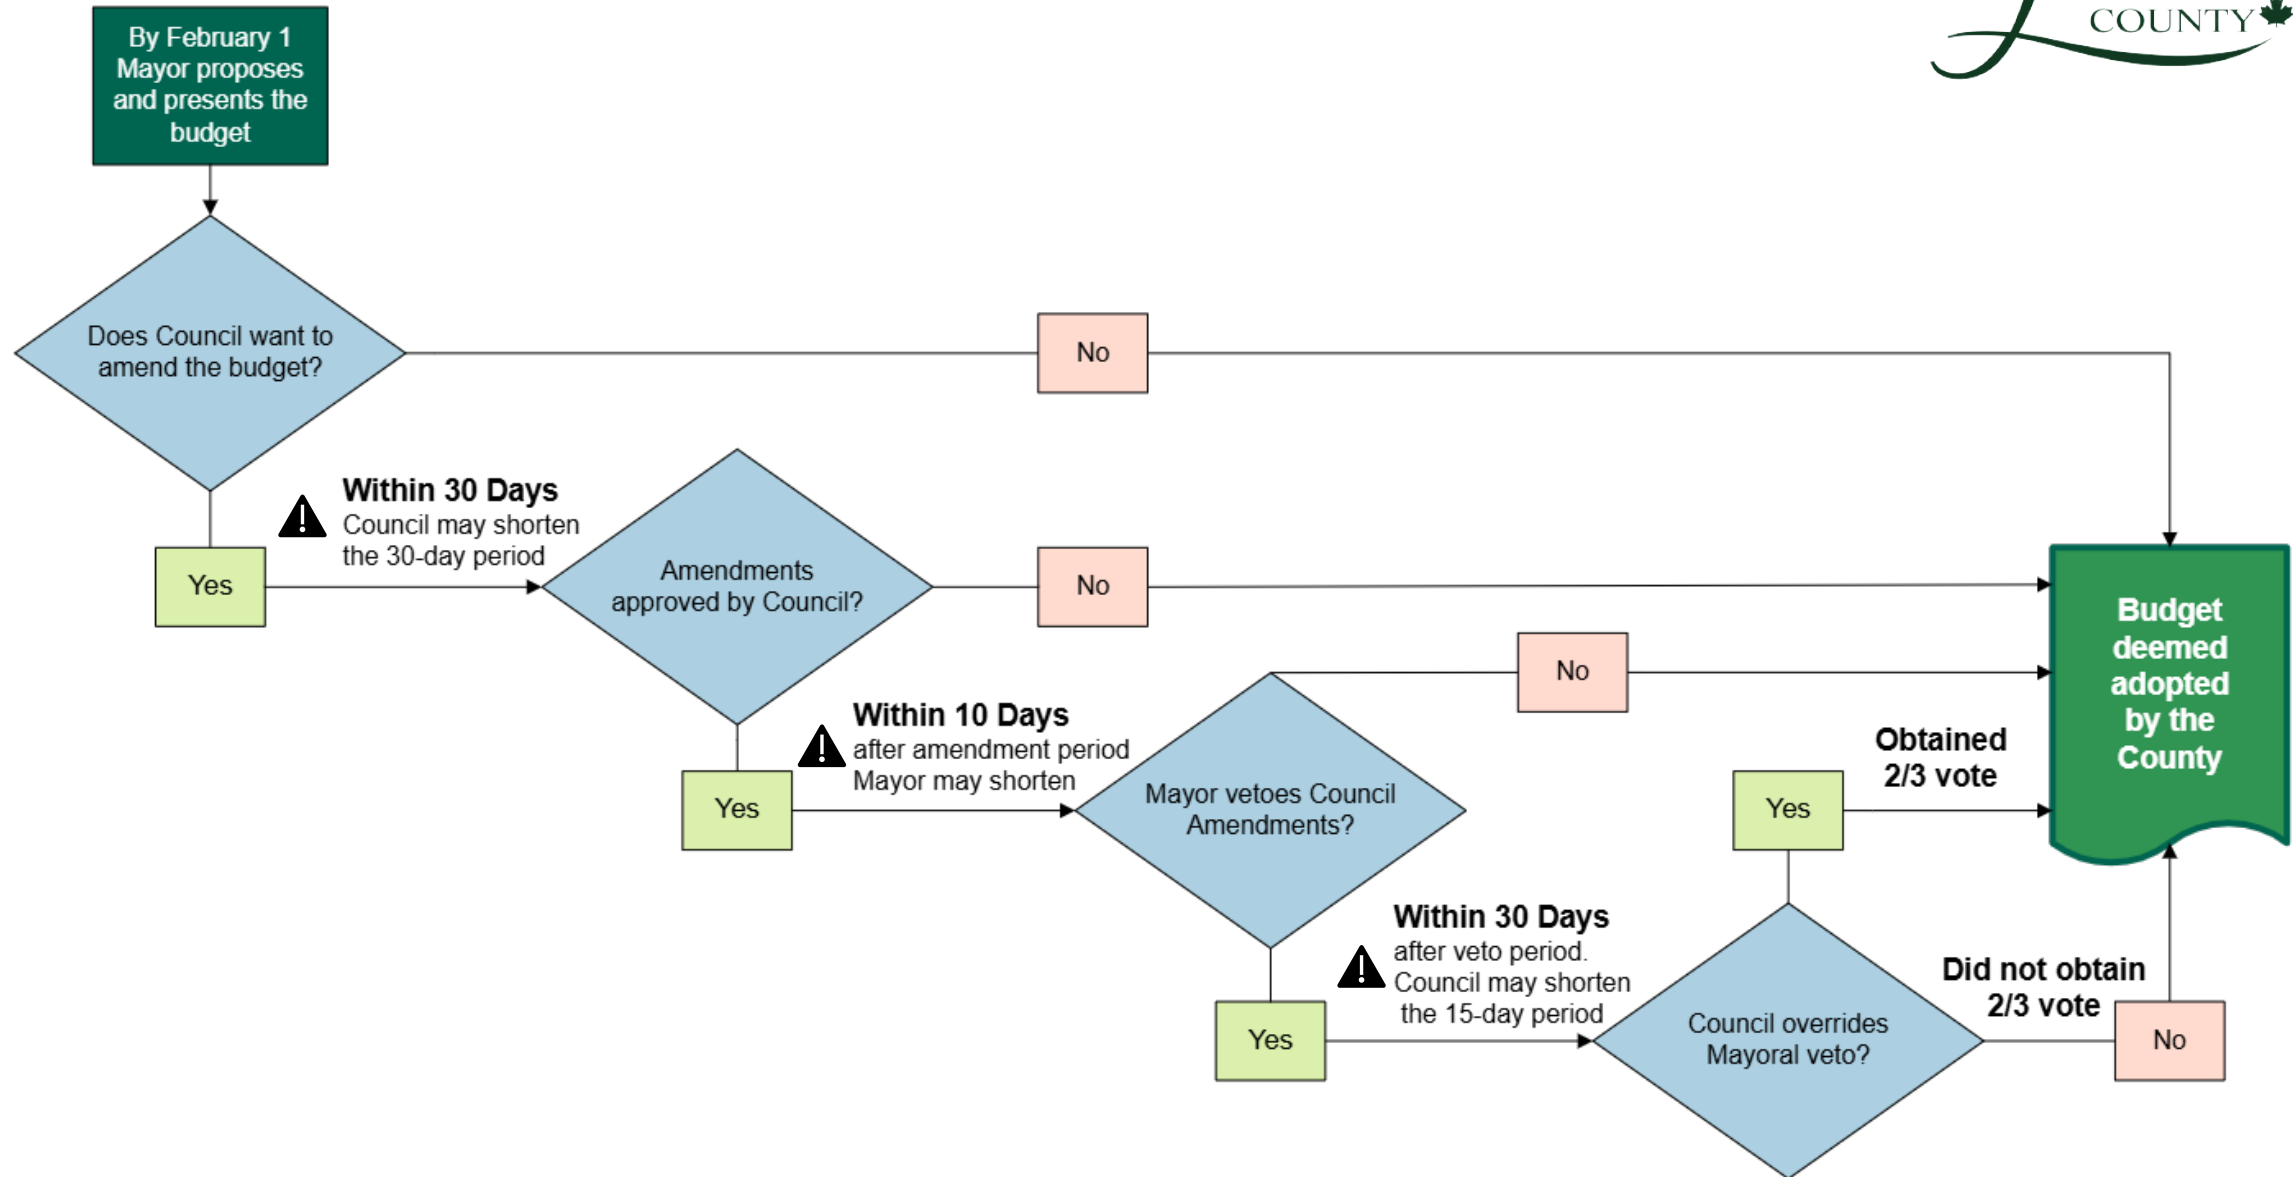 COUNTY
By February 1
Mayor proposes
and presents the
budget
Does Council want to
amend the budget?
No
Within 30 Days
Council may shorten
the 30-day period
Yes
Amendments
approved by Council?
No
Within 10 Days
after amendment period
Mayor may shorten
Yes
Mayor vetoes Council
Amendments?
No
Budget
deemed
adopted
by the
County
Obtained
2/3 vote
Yes
Within 30 Days
after veto period.
Council may shorten
the 15-day period
Yes
Council overrides
Mayoral veto?
Did not obtain
2/3 vote
No